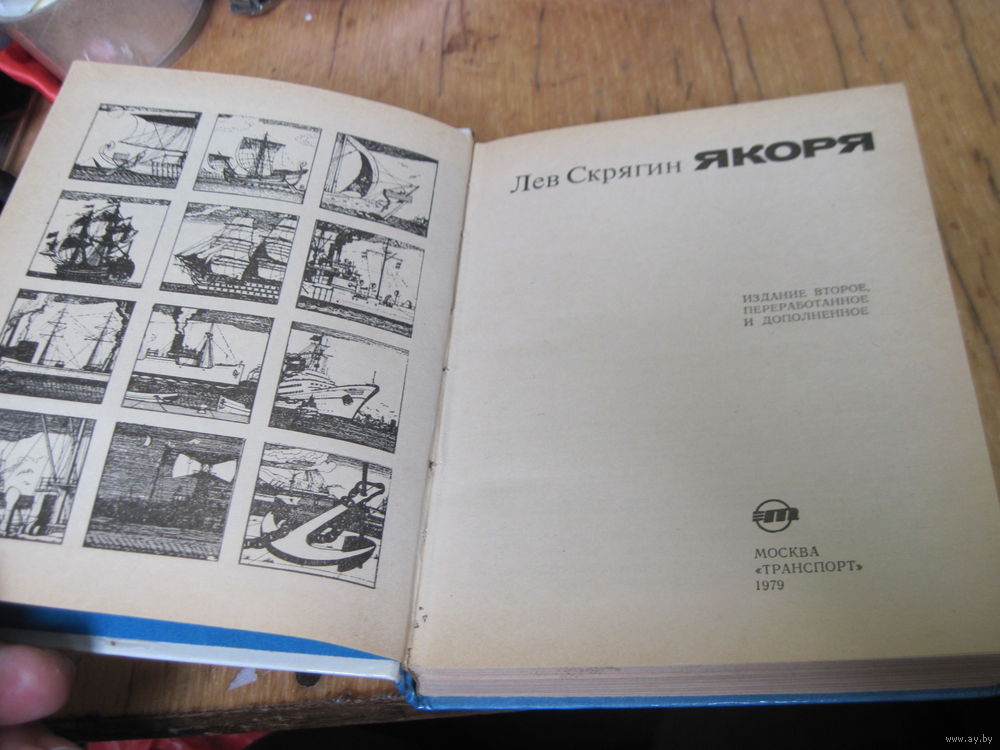 Лев Скрягин ЯКОРЯ
ИЗДАНИЕ ВТОРОЕ,
ПЕРЕРАБОТАННОЕ
И ДОПОЛНЕННОЕ
МОСКВА
«ТРАНСПОРТ»
1979
www.ay.by